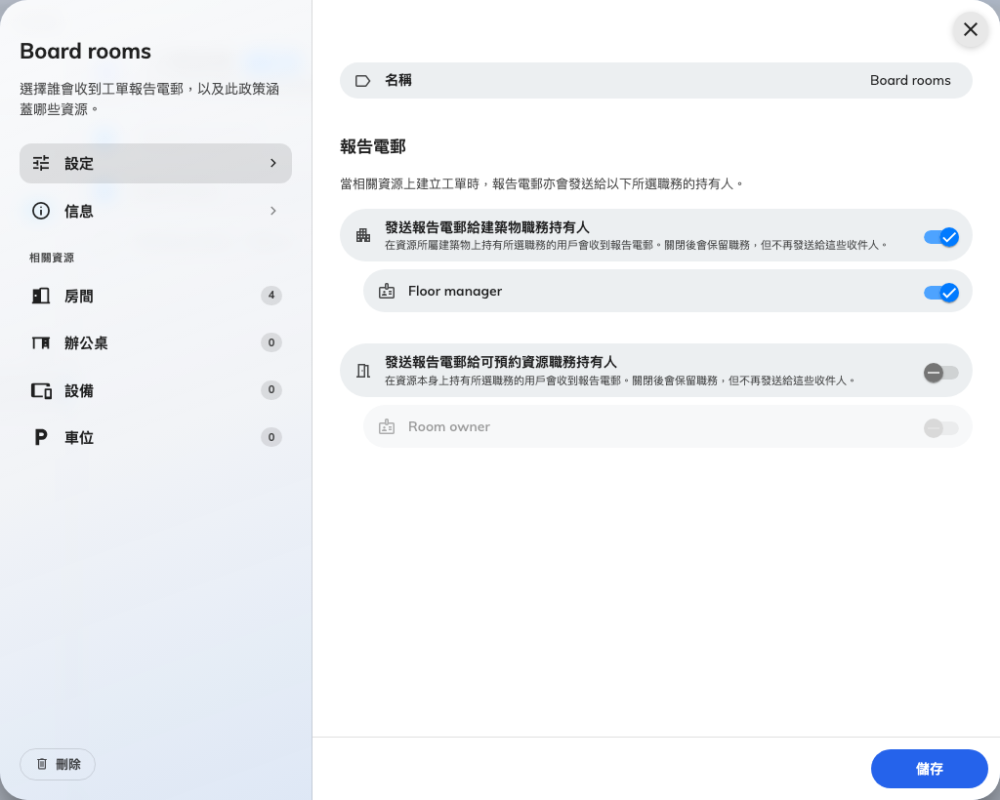 Board rooms
選擇誰會收到工單報告電郵，以及此政策涵
蓋哪些資源。
設定
信息
相關資源
房間 4
辦公桌 0
設備 0
車位 0
刪除
名稱 Board rooms
報告電郵
當相關資源上建立工單時，報告電郵亦會發送給以下所選職務的持有人。
發送報告電郵給建築物職務持有人
在資源所屬建築物上持有所選職務的用戶會收到報告電郵。關閉後會保留職務，但不再發送給這些收件人。
Floor manager
發送報告電郵給可預約資源職務持有人
在資源本身上持有所選職務的用戶會收到報告電郵。關閉後會保留職務，但不再發送給這些收件人。
Room owner
儲存